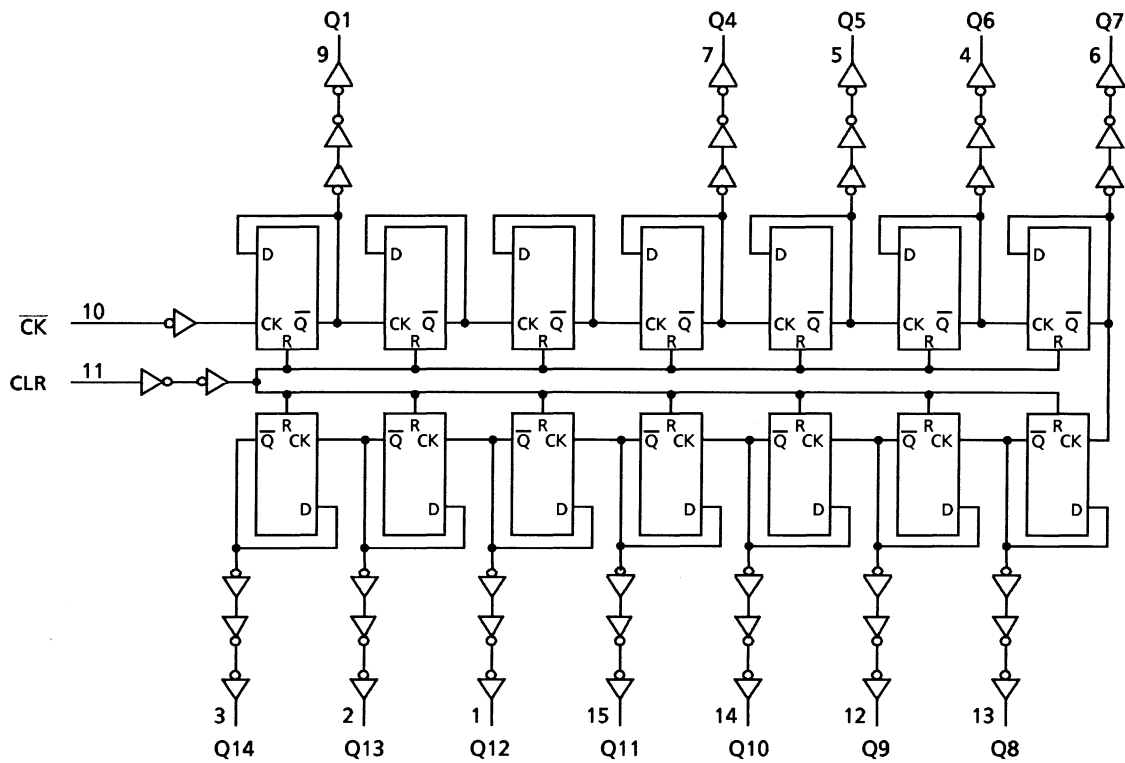 Q1 Q4 Q5 Q6 Q7
9 7 5 4 6
D D D D D D D
C̅K̅ 10
CK Q̅ CK Q̅ CK Q̅ CK Q̅ CK Q̅ CK Q̅ CK Q̅
R R R R R R R
CLR 11
R R R R R R R
Q̅ CK Q̅ CK Q̅ CK Q̅ CK Q̅ CK Q̅ CK Q̅ CK
D D D D D D D
3 2 1 15 14 12 13
Q14 Q13 Q12 Q11 Q10 Q9 Q8